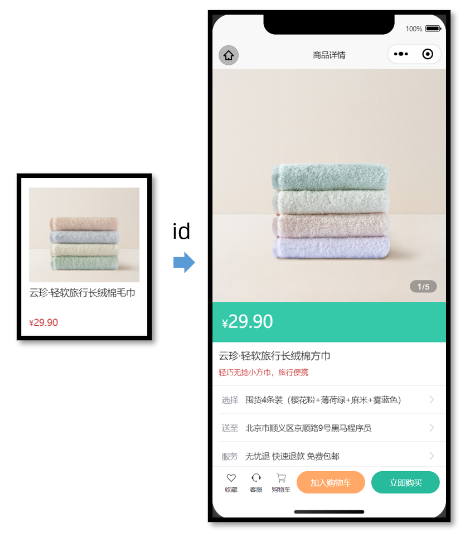 云珍·轻软旅行长绒棉毛巾
¥29.90
id
100%
商品详情
1/5
¥29.90
云珍·轻软旅行长绒棉方巾
轻巧无捻小方巾，旅行便携
选择 囤货4条装（樱花粉+薄荷绿+麻米+雾蓝色）
送至 北京市顺义区京顺路9号黑马程序员
服务 无忧退 快速退款 免费包邮
收藏 客服 购物车 加入购物车 立即购买